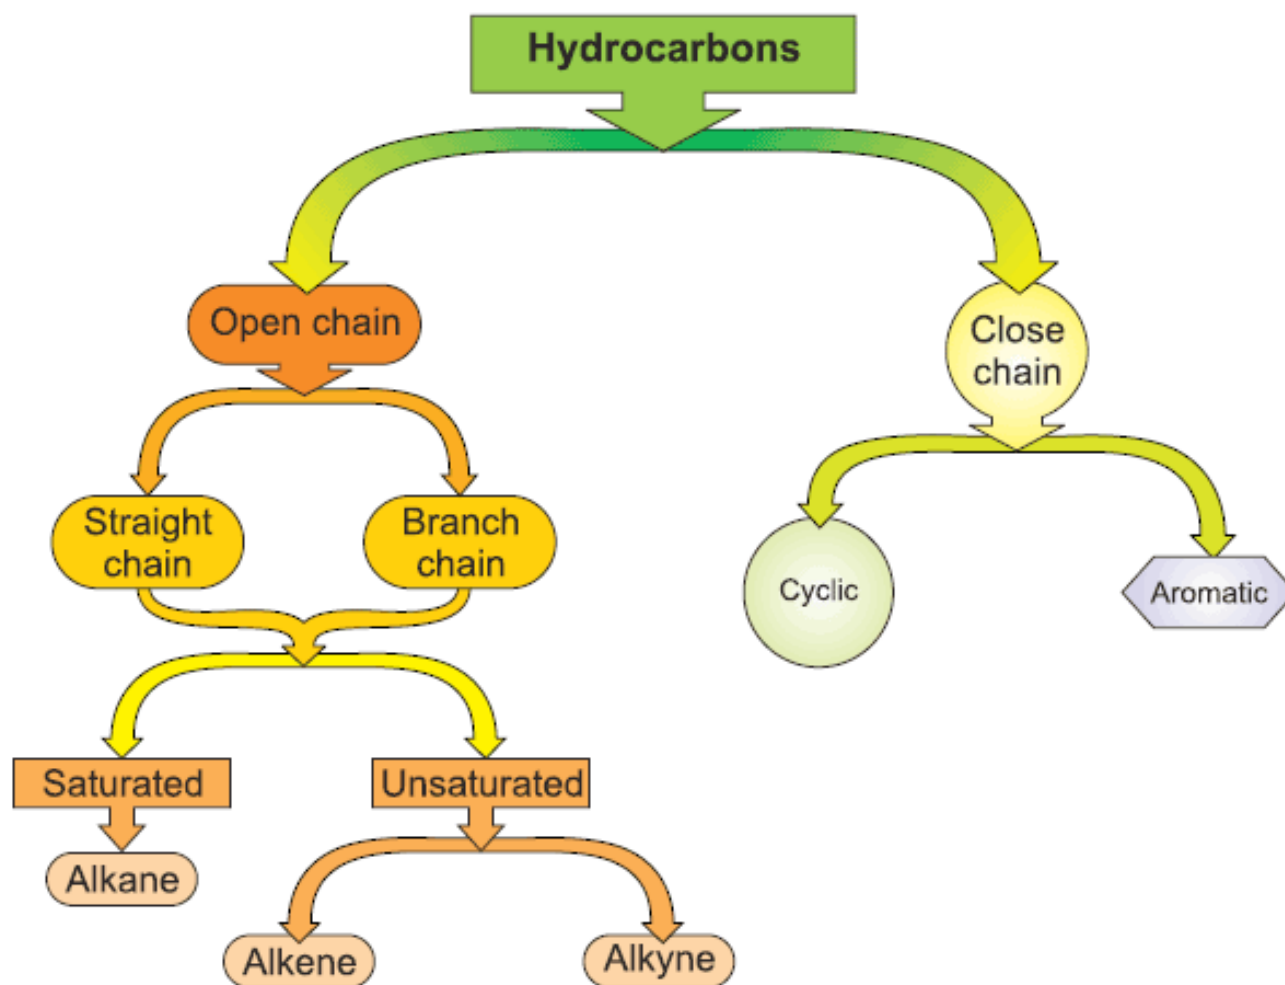 Hydrocarbons
Open chain
Close
chain
Straight
chain
Branch
chain
Cyclic
Aromatic
Saturated
Unsaturated
Alkane
Alkene
Alkyne